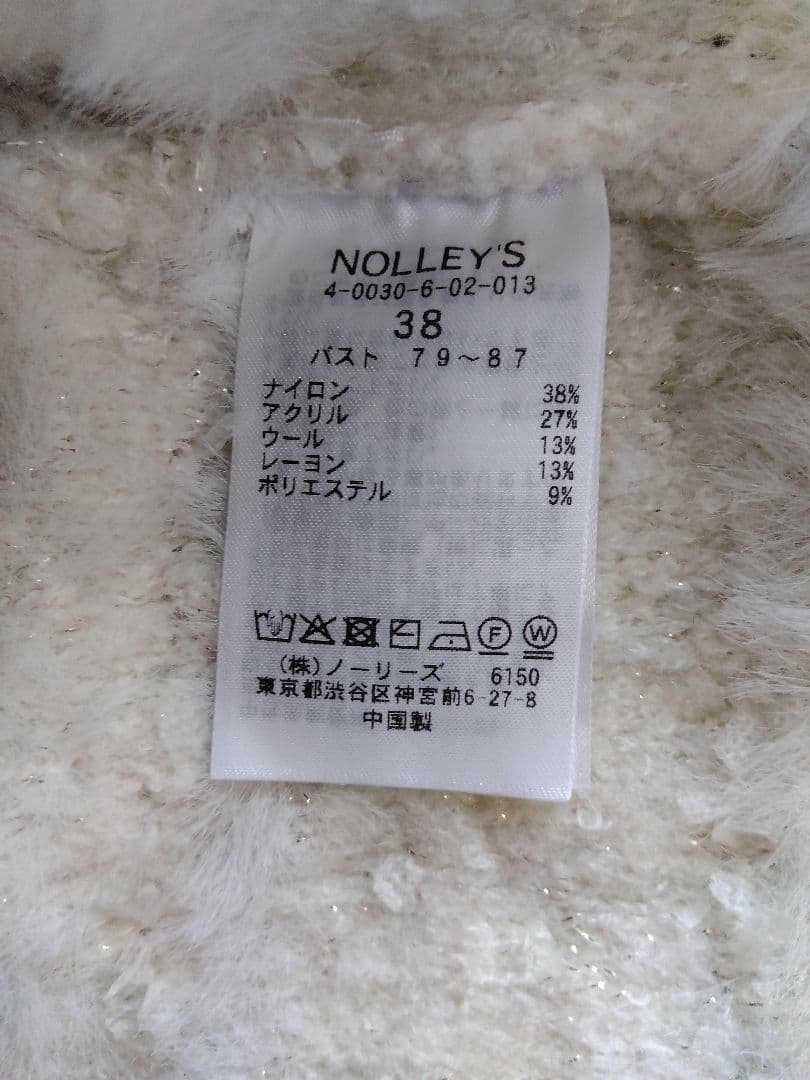 NOLLEY'S
4-0030-6-02-013
38
バスト 79～87
ナイロン 38%
アクリル 27%
ウール 13%
レーヨン 13%
ポリエステル 9%
F W
(株)ノーリーズ 6150
東京都渋谷区神宮前6-27-8
中国製